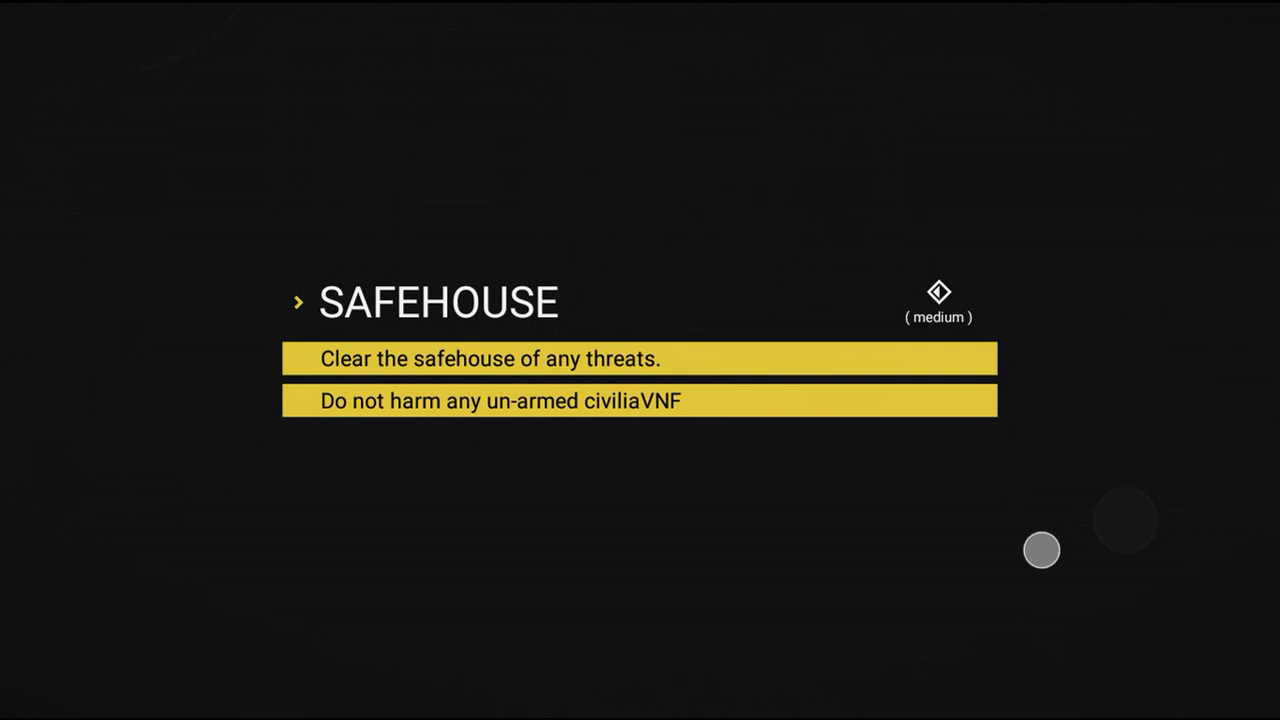 SAFEHOUSE
( medium )
Clear the safehouse of any threats.
Do not harm any un-armed civiliaVNF